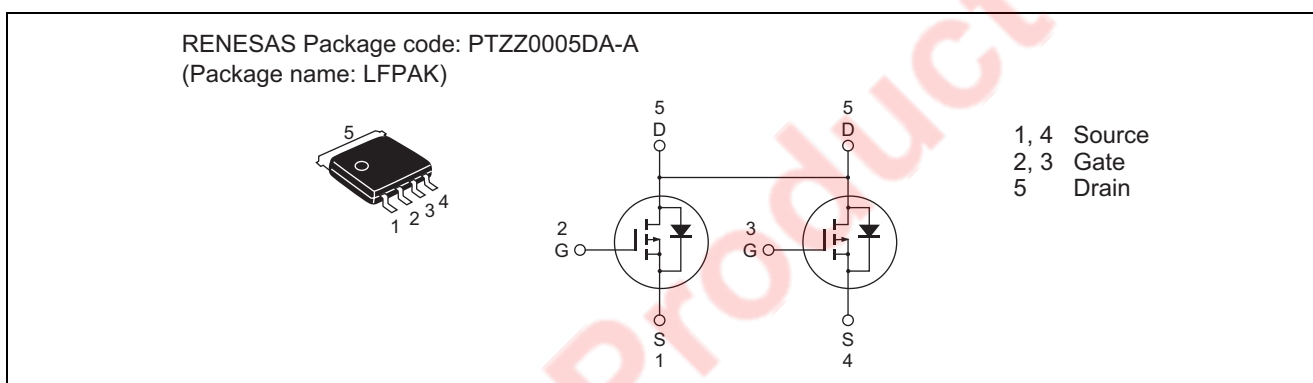 RENESAS Package code: PTZZ0005DA-A
(Package name: LFPAK)
5
1 2 3 4
5 5
D D
2
G
3
G
S S
1 4
1, 4 Source
2, 3 Gate
5 Drain
Product